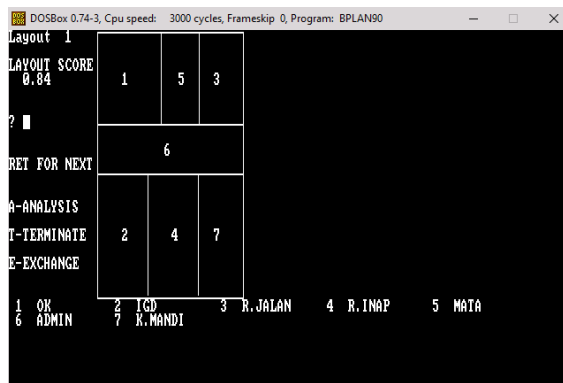 DOSBox 0.74-3, Cpu speed: 3000 cycles, Frameskip 0, Program: BPLAN90
Layout 1
LAYOUT SCORE
0.84
1 5 3
?
6
RET FOR NEXT
A-ANALYSIS
T-TERMINATE
2 4 7
E-EXCHANGE
1 OK 2 IGD 3 R.JALAN 4 R.INAP 5 MATA
6 ADMIN 7 K.MANDI